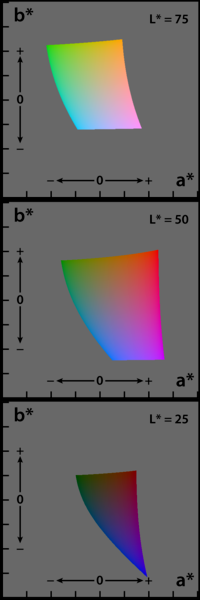 b* L* = 75
+
0
−
− 0 + a*
b* L* = 50
+
0
−
− 0 + a*
b* L* = 25
+
0
−
− 0 + a*